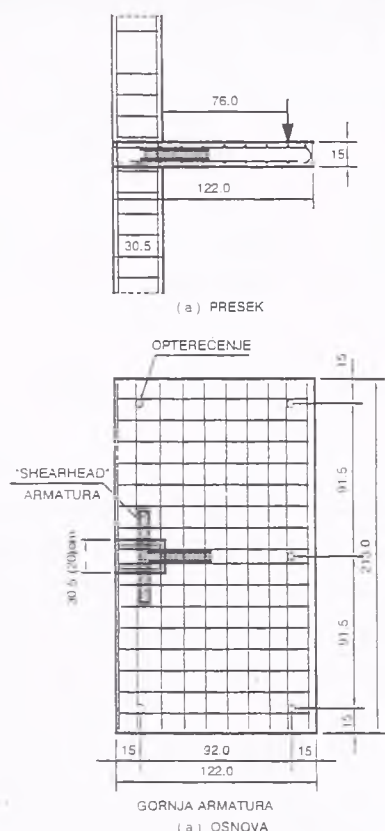 76.0
15
122.0
30.5
( a ) PRESEK
OPTEREĆENJE
15
"SHEARHEAD"
ARMATURA
91.5
213.0
30.5 (20)cm
91.5
15
15
92.0
15
122.0
GORNJA ARMATURA
( a ) OSNOVA